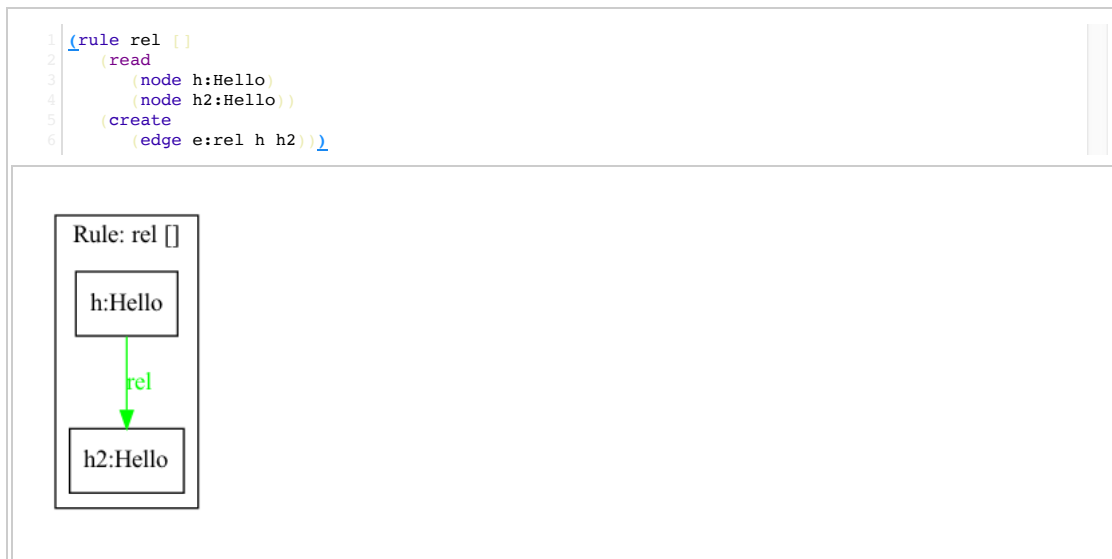 1 (rule rel []
2 (read
3 (node h:Hello)
4 (node h2:Hello))
5 (create
6 (edge e:rel h h2)))
Rule: rel []
h:Hello
rel
h2:Hello